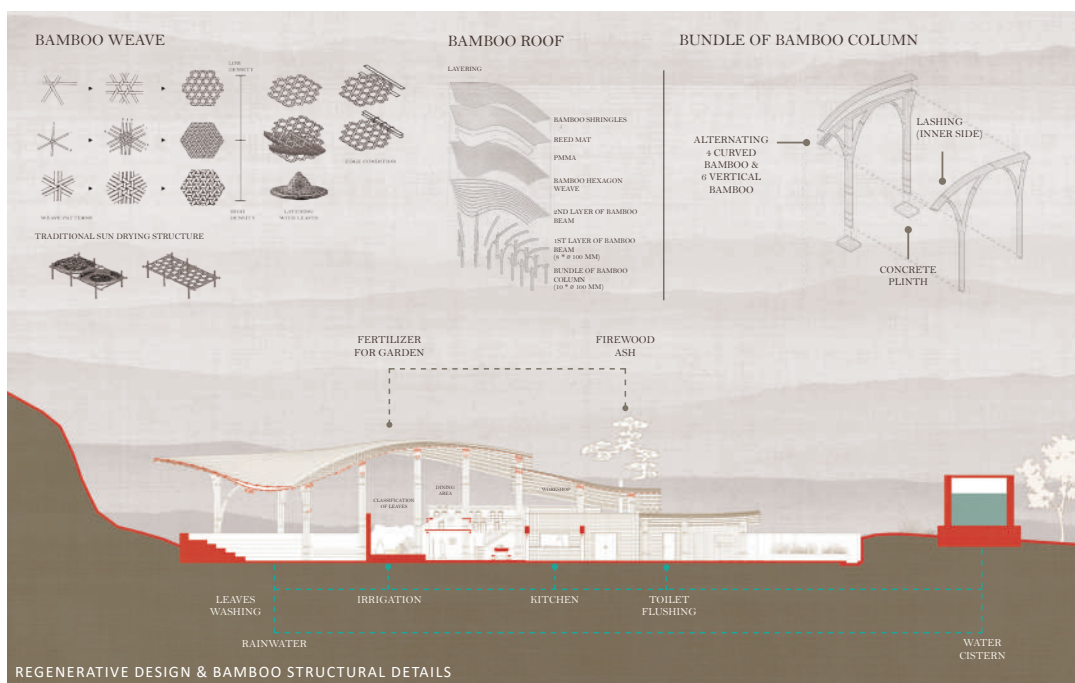 BAMBOO WEAVE
LOW
DENSITY
EDGE CONDITION
WEAVE PATTERNS
HIGH
DENSITY
LAYERING
WITH LEAVES
TRADITIONAL SUN DRYING STRUCTURE
BAMBOO ROOF
LAYERING
BAMBOO SHRINGLES
REED MAT
PMMA
BAMBOO HEXAGON
WEAVE
2ND LAYER OF BAMBOO
BEAM
1ST LAYER OF BAMBOO
BEAM
(8 * Ø 100 MM)
BUNDLE OF BAMBOO
COLUMN
(10 * Ø 100 MM)
BUNDLE OF BAMBOO COLUMN
ALTERNATING
4 CURVED
BAMBOO &
6 VERTICAL
BAMBOO
LASHING
(INNER SIDE)
CONCRETE
PLINTH
FERTILIZER
FOR GARDEN
FIREWOOD
ASH
CLASSIFICATION
OF LEAVES
DINING
AREA
WORKSHOP
LEAVES
WASHING
IRRIGATION
KITCHEN
TOILET
FLUSHING
RAINWATER
WATER
CISTERN
REGENERATIVE DESIGN & BAMBOO STRUCTURAL DETAILS